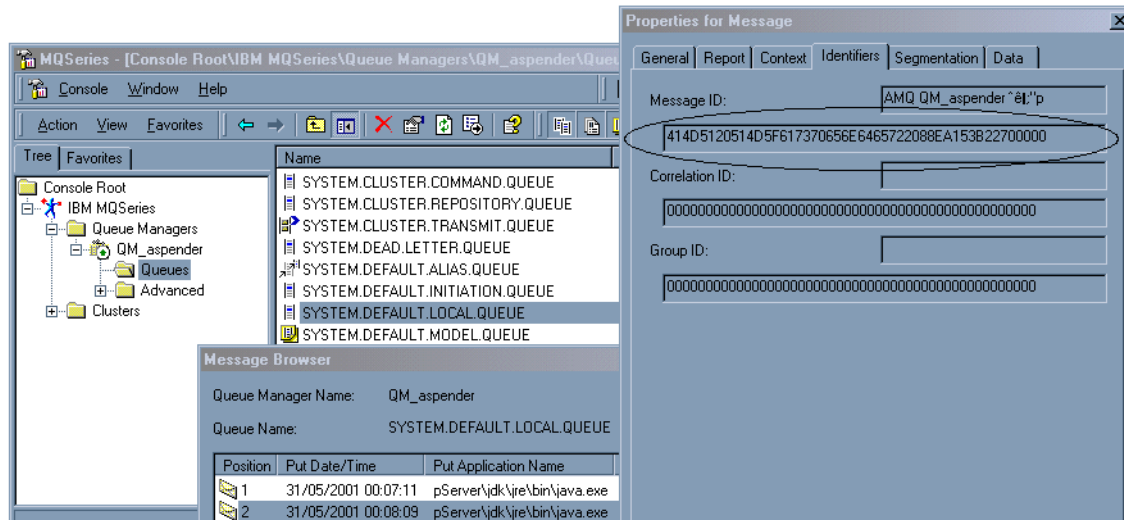 MQSeries - [Console Root\IBM MQSeries\Queue Managers\QM_aspender\Queu
Console Window Help
Action View Favorites
Tree Favorites
Console Root
IBM MQSeries
Queue Managers
QM_aspender
Queues
Advanced
Clusters
Name
SYSTEM.CLUSTER.COMMAND.QUEUE
SYSTEM.CLUSTER.REPOSITORY.QUEUE
SYSTEM.CLUSTER.TRANSMIT.QUEUE
SYSTEM.DEAD.LETTER.QUEUE
SYSTEM.DEFAULT.ALIAS.QUEUE
SYSTEM.DEFAULT.INITIATION.QUEUE
SYSTEM.DEFAULT.LOCAL.QUEUE
SYSTEM.DEFAULT.MODEL.QUEUE
Message Browser
Queue Manager Name: QM_aspender
Queue Name: SYSTEM.DEFAULT.LOCAL.QUEUE
Position Put Date/Time Put Application Name
1 31/05/2001 00:07:11 pServer\jdk\jre\bin\java.exe
2 31/05/2001 00:08:09 pServer\jdk\jre\bin\java.exe
Properties for Message
General Report Context Identifiers Segmentation Data
Message ID: AMQ QM_aspender
414D5120514D5F617370656E6465722088EA153B22700000
Correlation ID:
000000000000000000000000000000000000000000000000
Group ID:
000000000000000000000000000000000000000000000000